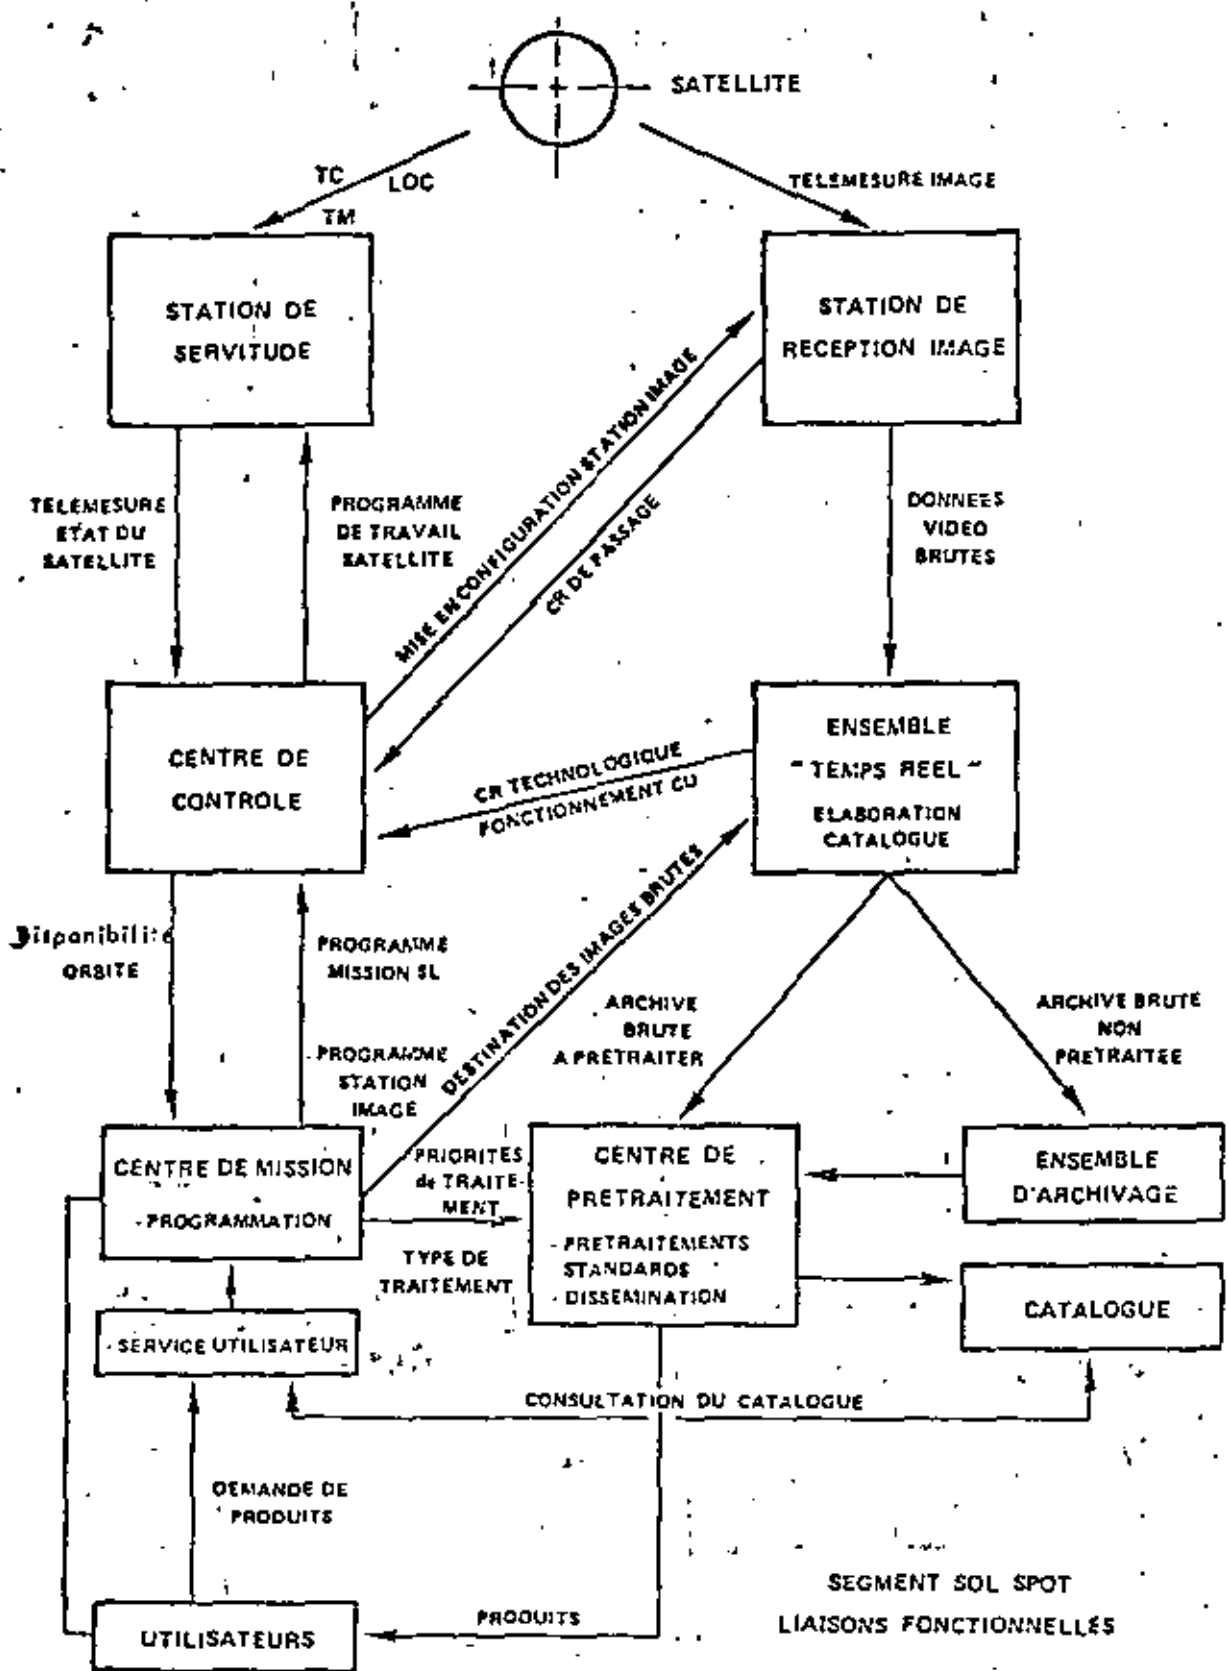 SATELLITE
TC LOC
TM
TELEMESURE IMAGE
STATION DE
SERVITUDE
STATION DE
RECEPTION IMAGE
MISE EN CONFIGURATION STATION IMAGE
CR DE PASSAGE
TELEMESURE
ETAT DU
SATELLITE
PROGRAMME
DE TRAVAIL
SATELLITE
DONNEES
VIDEO
BRUTES
CENTRE DE
CONTROLE
CR TECHNOLOGIQUE
FONCTIONNEMENT CU
ENSEMBLE
"TEMPS REEL"
ELABORATION
CATALOGUE
Disponibilité
ORBITE
PROGRAMME
MISSION SL
PROGRAMME
STATION
IMAGE
DESTINATION DES IMAGES BRUTES
ARCHIVE
BRUTE
A PRETRAITER
ARCHIVE BRUTE
NON
PRETRAITEE
CENTRE DE MISSION
- PROGRAMMATION
PRIORITES
de TRAITE-
MENT
TYPE DE
TRAITEMENT
CENTRE DE
PRETRAITEMENT
- PRETRAITEMENTS
STANDARDS
- DISSEMINATION
ENSEMBLE
D'ARCHIVAGE
CATALOGUE
- SERVICE UTILISATEUR
CONSULTATION DU CATALOGUE
DEMANDE DE
PRODUITS
UTILISATEURS
PRODUITS
SEGMENT SOL SPOT
LIAISONS FONCTIONNELLES